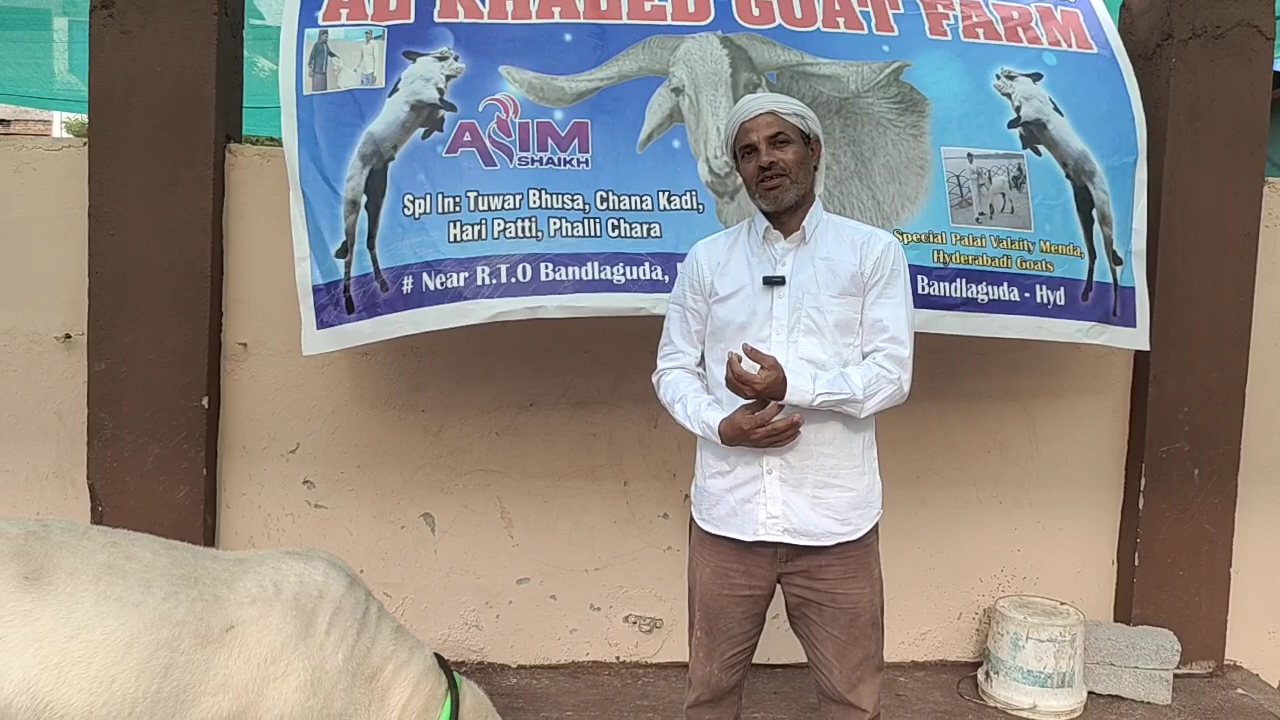 AL KHALED GOAT FARM
ASIM
SHAIKH
Spl In: Tuwar Bhusa, Chana Kadi,
Hari Patti, Phalli Chara
Special Palai Valaity Menda,
Hyderabadi Goats
# Near R.T.O Bandlaguda,
Bandlaguda - Hyd